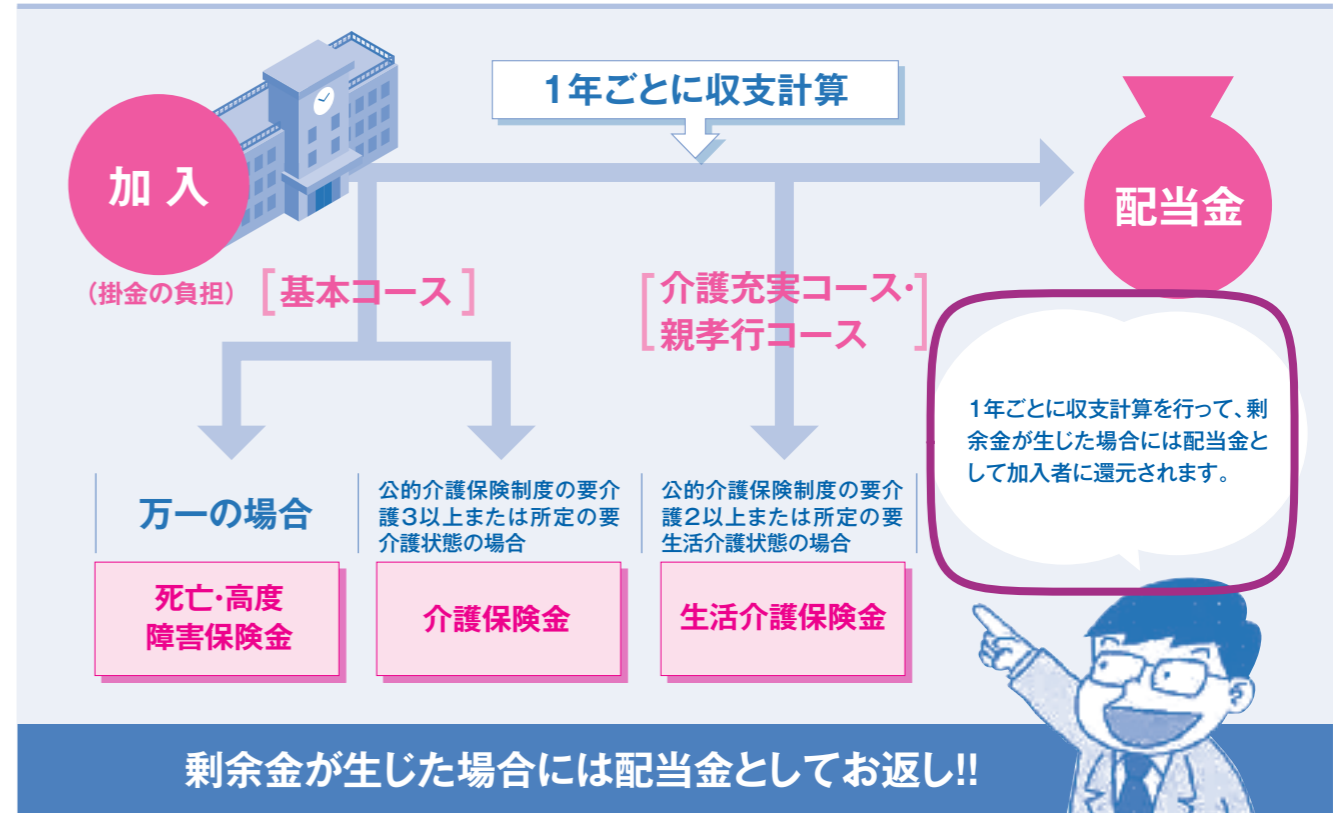 1年ごとに収支計算
加入
配当金
（掛金の負担）
［基本コース］
［介護充実コース・
親孝行コース］
1年ごとに収支計算を行って、剰
余金が生じた場合には配当金と
して加入者に還元されます。
万一の場合
公的介護保険制度の要介
護3以上または所定の要
介護状態の場合
公的介護保険制度の要介
護2以上または所定の要
生活介護状態の場合
死亡・高度
障害保険金
介護保険金
生活介護保険金
剰余金が生じた場合には配当金としてお返し!!